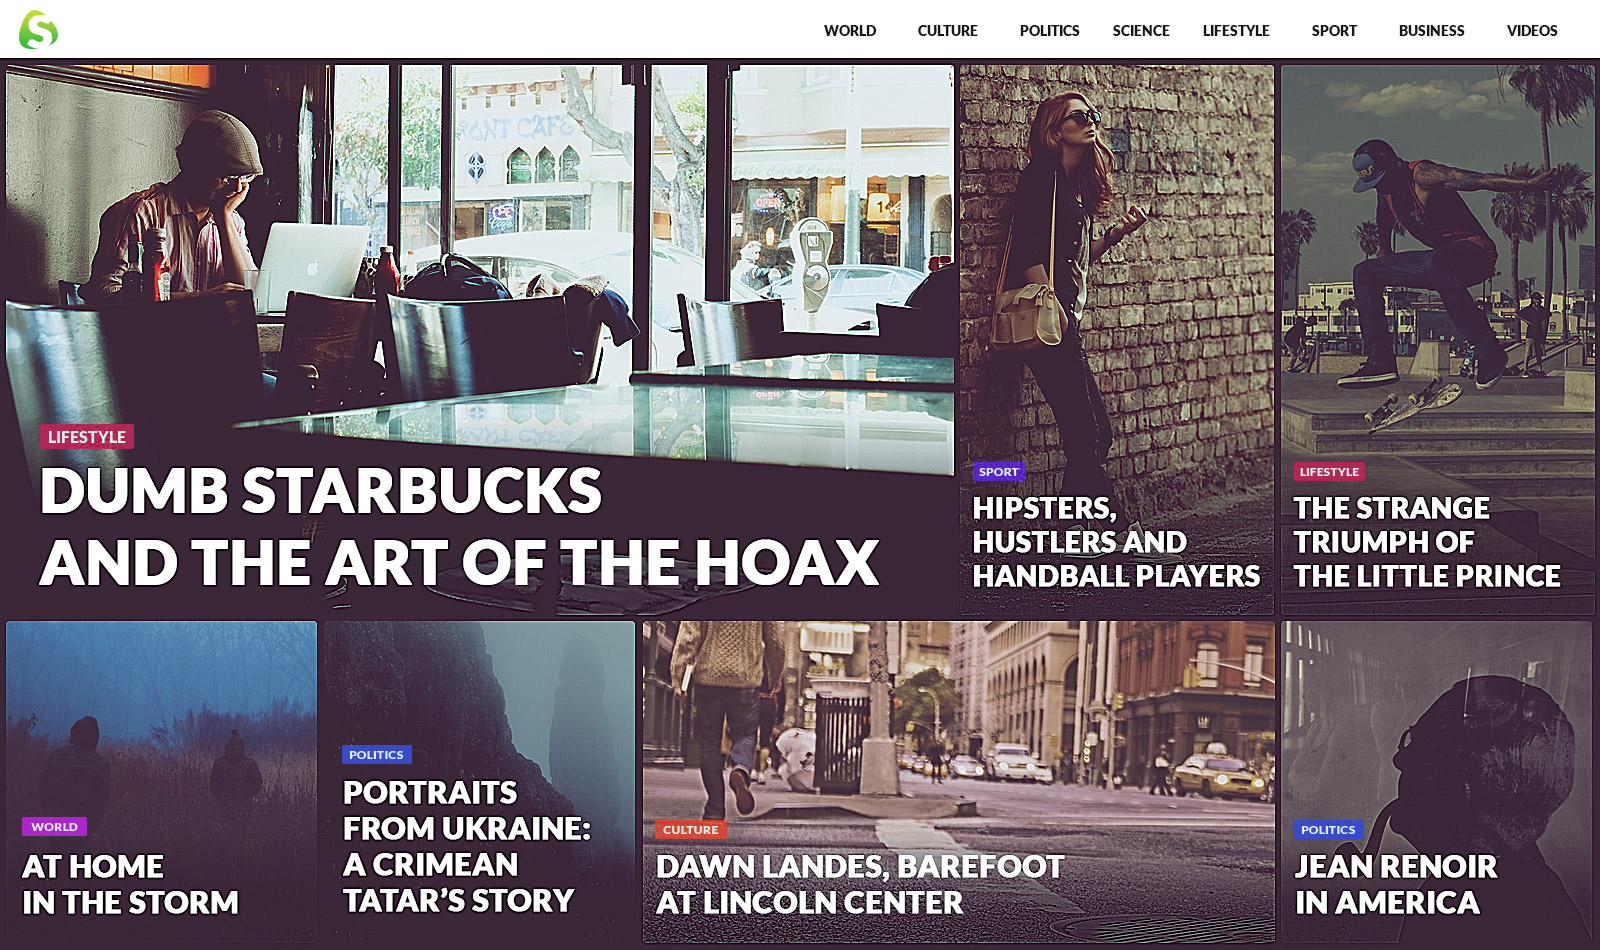 WORLD CULTURE POLITICS SCIENCE LIFESTYLE SPORT BUSINESS VIDEOS
OPEN
LIFESTYLE
DUMB STARBUCKS
AND THE ART OF THE HOAX
SPORT
HIPSTERS,
HUSTLERS AND
HANDBALL PLAYERS
LIFESTYLE
THE STRANGE
TRIUMPH OF
THE LITTLE PRINCE
WORLD
AT HOME
IN THE STORM
POLITICS
PORTRAITS
FROM UKRAINE:
A CRIMEAN
TATAR’S STORY
CULTURE
DAWN LANDES, BAREFOOT
AT LINCOLN CENTER
POLITICS
JEAN RENOIR
IN AMERICA